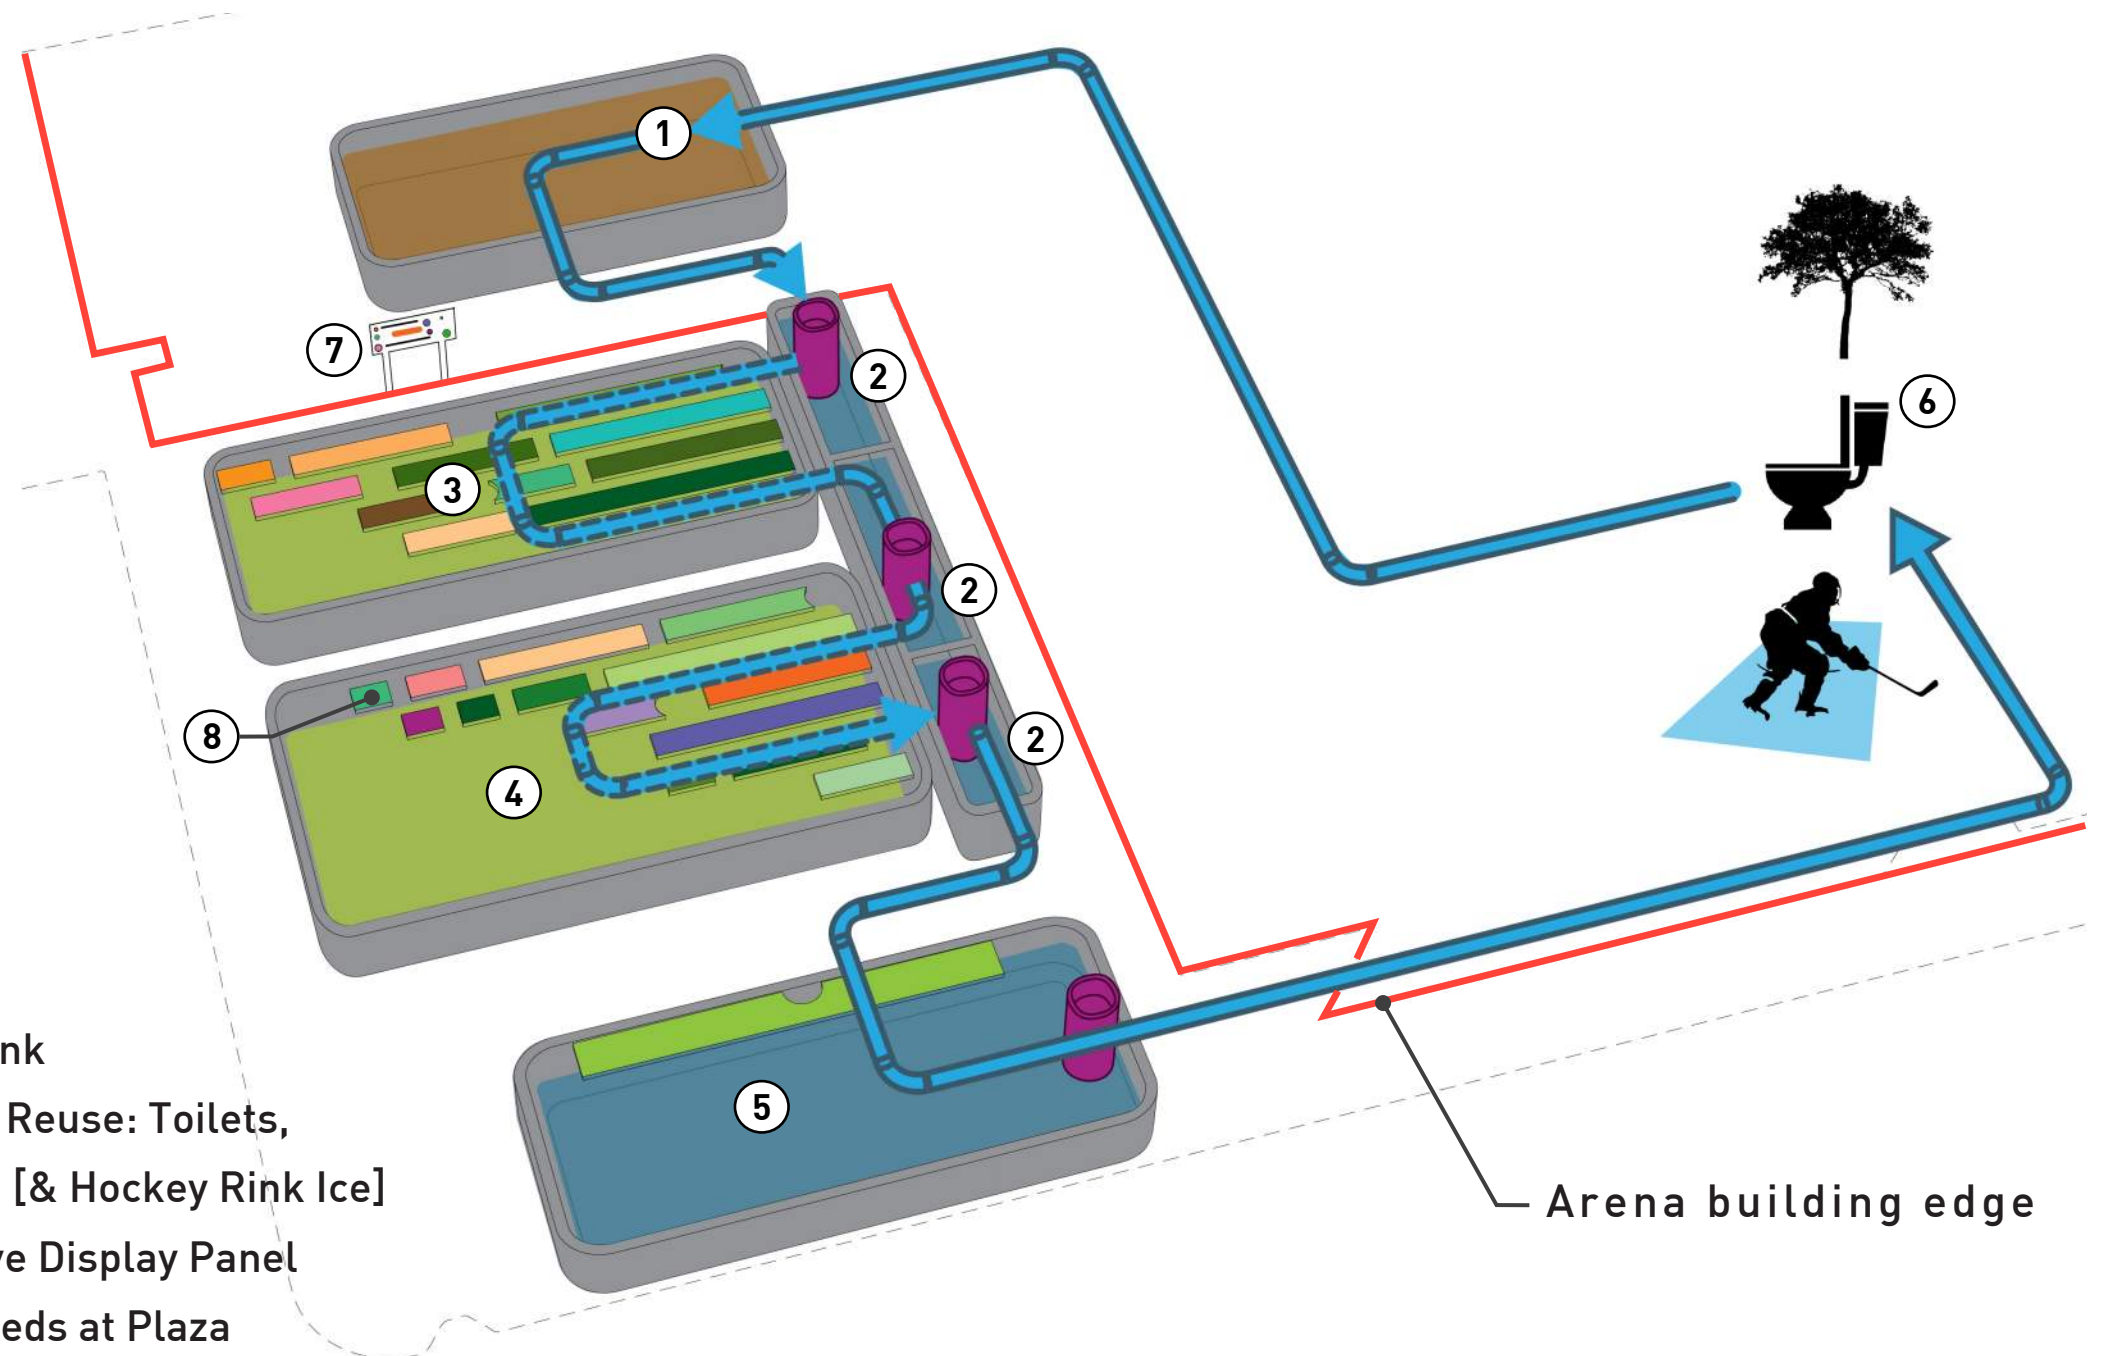 1
2
7
6
3
2
8
2
4
5
nk
Reuse: Toilets,
[& Hockey Rink Ice]
ve Display Panel
eds at Plaza
Arena building edge